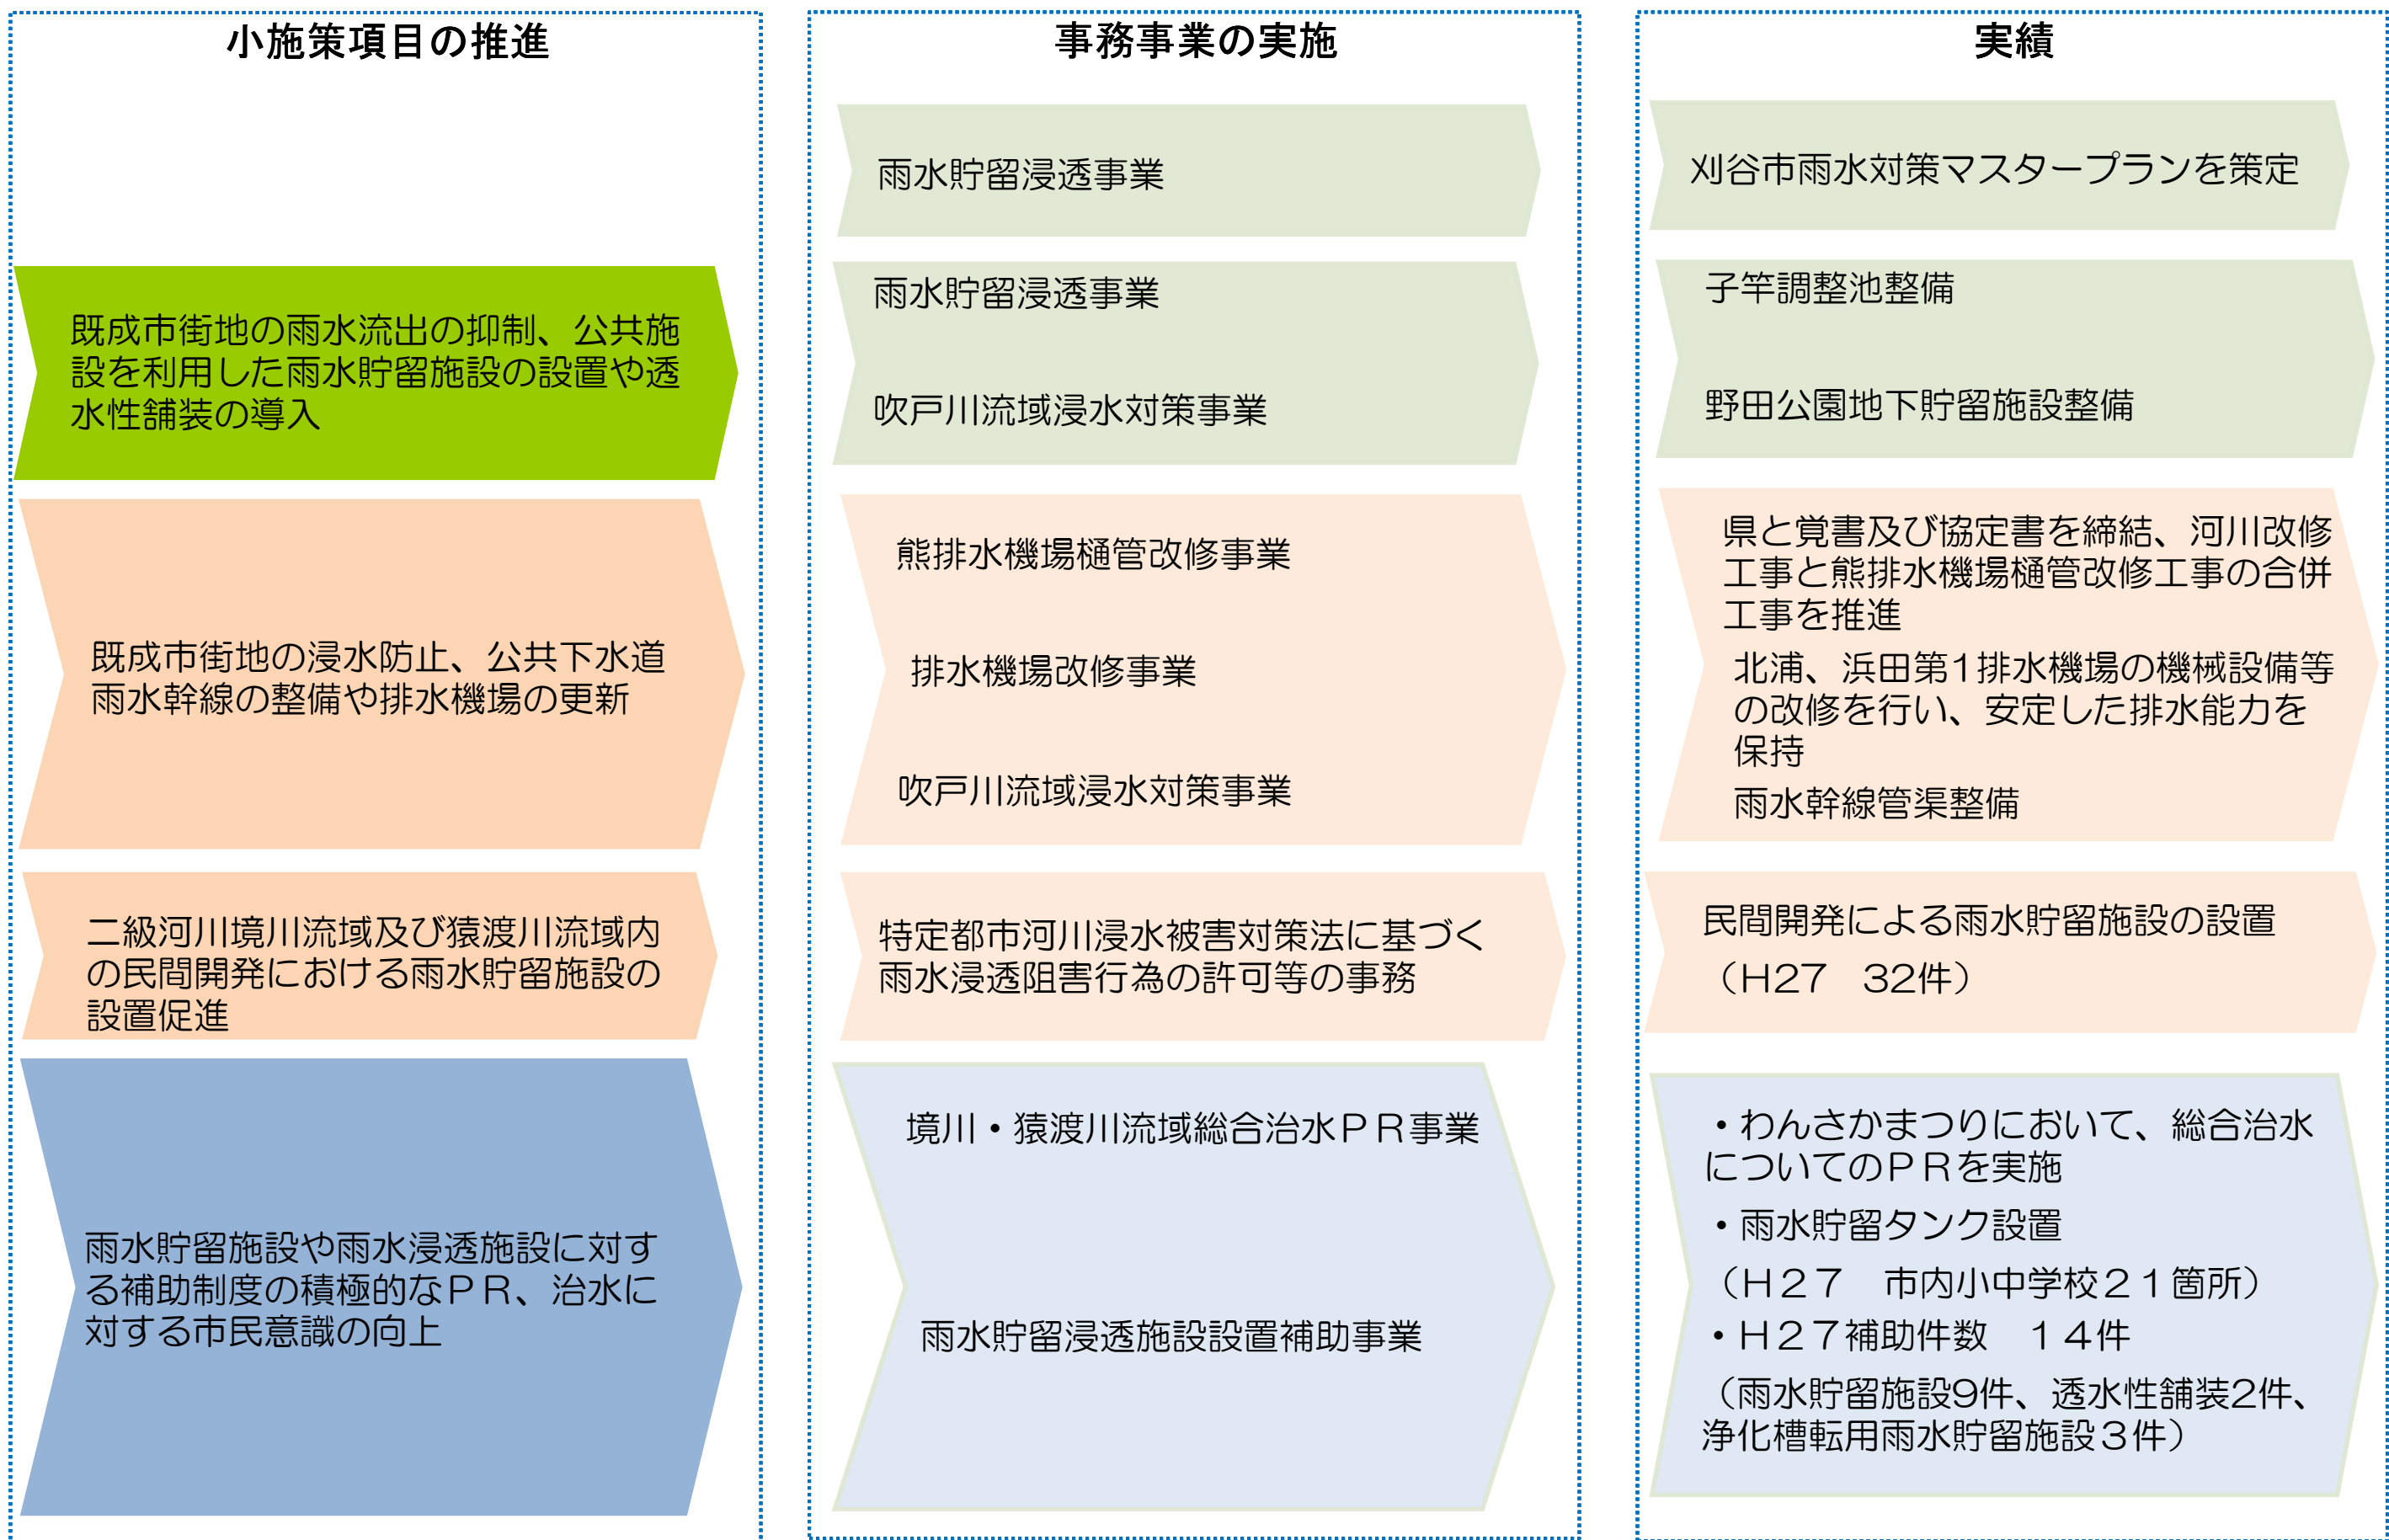 小施策項目の推進
既成市街地の雨水流出の抑制、公共施
設を利用した雨水貯留施設の設置や透
水性舗装の導入
既成市街地の浸水防止、公共下水道
雨水幹線の整備や排水機場の更新
二級河川境川流域及び猿渡川流域内
の民間開発における雨水貯留施設の
設置促進
雨水貯留施設や雨水浸透施設に対す
る補助制度の積極的なＰＲ、治水に
対する市民意識の向上
事務事業の実施
雨水貯留浸透事業
雨水貯留浸透事業
吹戸川流域浸水対策事業
熊排水機場樋管改修事業
排水機場改修事業
吹戸川流域浸水対策事業
特定都市河川浸水被害対策法に基づく
雨水浸透阻害行為の許可等の事務
境川・猿渡川流域総合治水ＰＲ事業
雨水貯留浸透施設設置補助事業
実績
刈谷市雨水対策マスタープランを策定
子竿調整池整備
野田公園地下貯留施設整備
県と覚書及び協定書を締結、河川改修
工事と熊排水機場樋管改修工事の合併
工事を推進
北浦、浜田第1排水機場の機械設備等
の改修を行い、安定した排水能力を
保持
雨水幹線管渠整備
民間開発による雨水貯留施設の設置
（H27　32件）
・わんさかまつりにおいて、総合治水
についてのＰＲを実施
・雨水貯留タンク設置
（Ｈ２７　市内小中学校２１箇所）
・Ｈ２７補助件数　１４件
（雨水貯留施設9件、透水性舗装2件、
浄化槽転用雨水貯留施設３件）